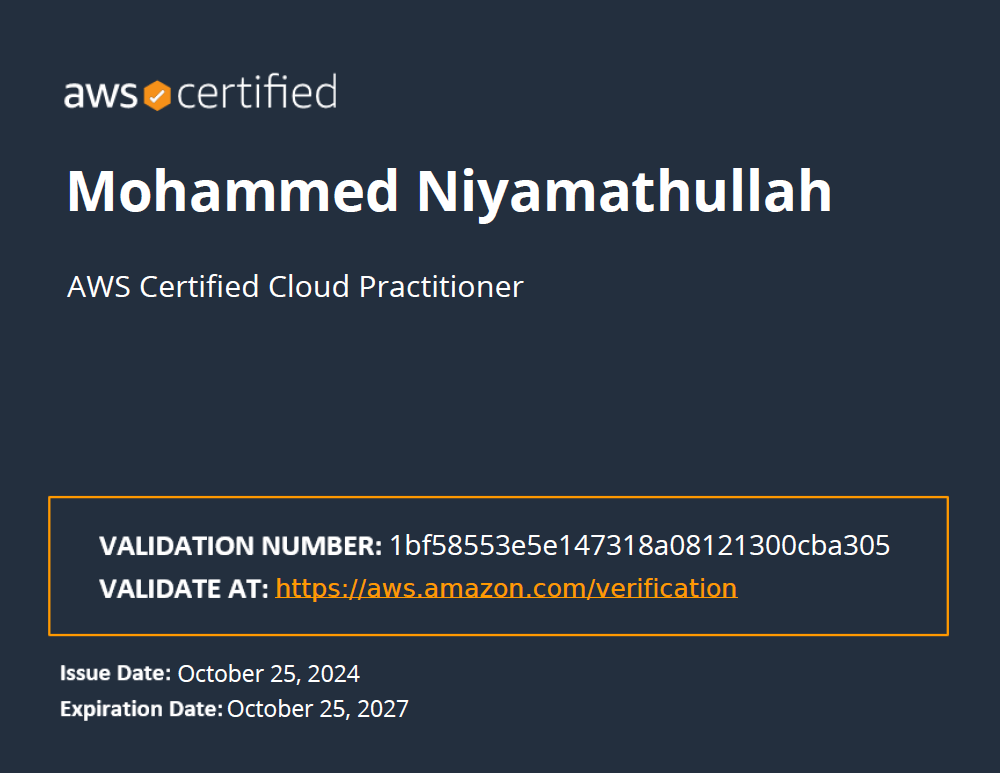 aws certified
Mohammed Niyamathullah
AWS Certified Cloud Practitioner
VALIDATION NUMBER: 1bf58553e5e147318a08121300cba305
VALIDATE AT: https://aws.amazon.com/verification
Issue Date: October 25, 2024
Expiration Date: October 25, 2027